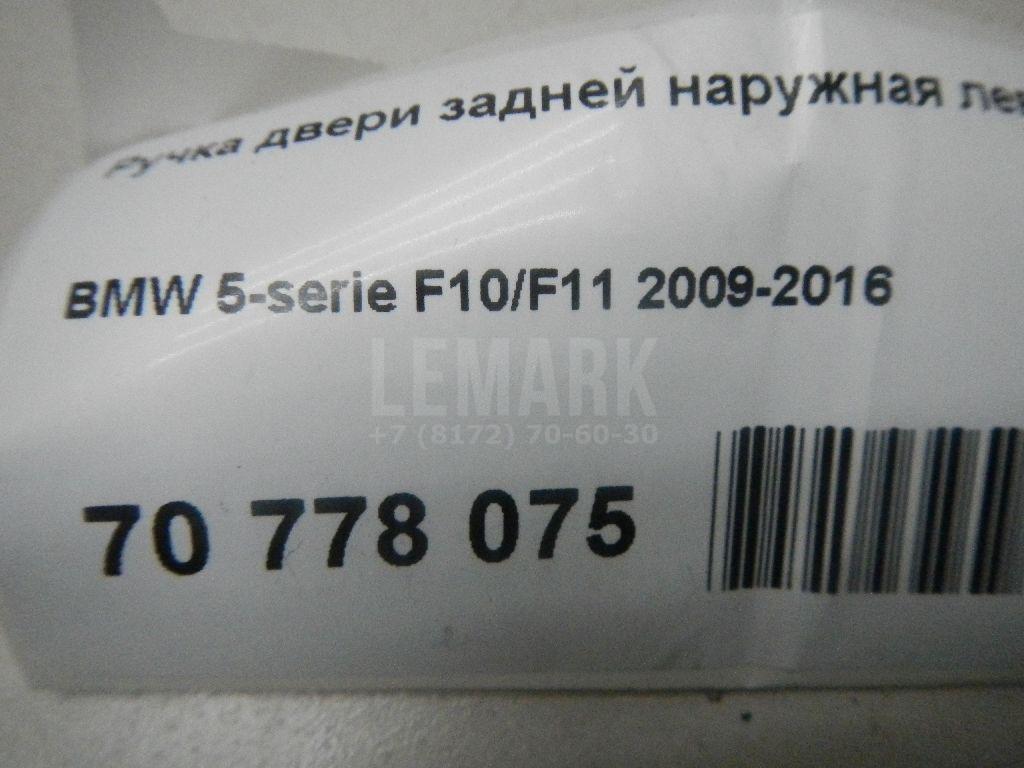 Ручка двери задней наружная
BMW 5-serie F10/F11 2009-2016
LEMARK
+7 (8172) 70-60-30
70 778 075